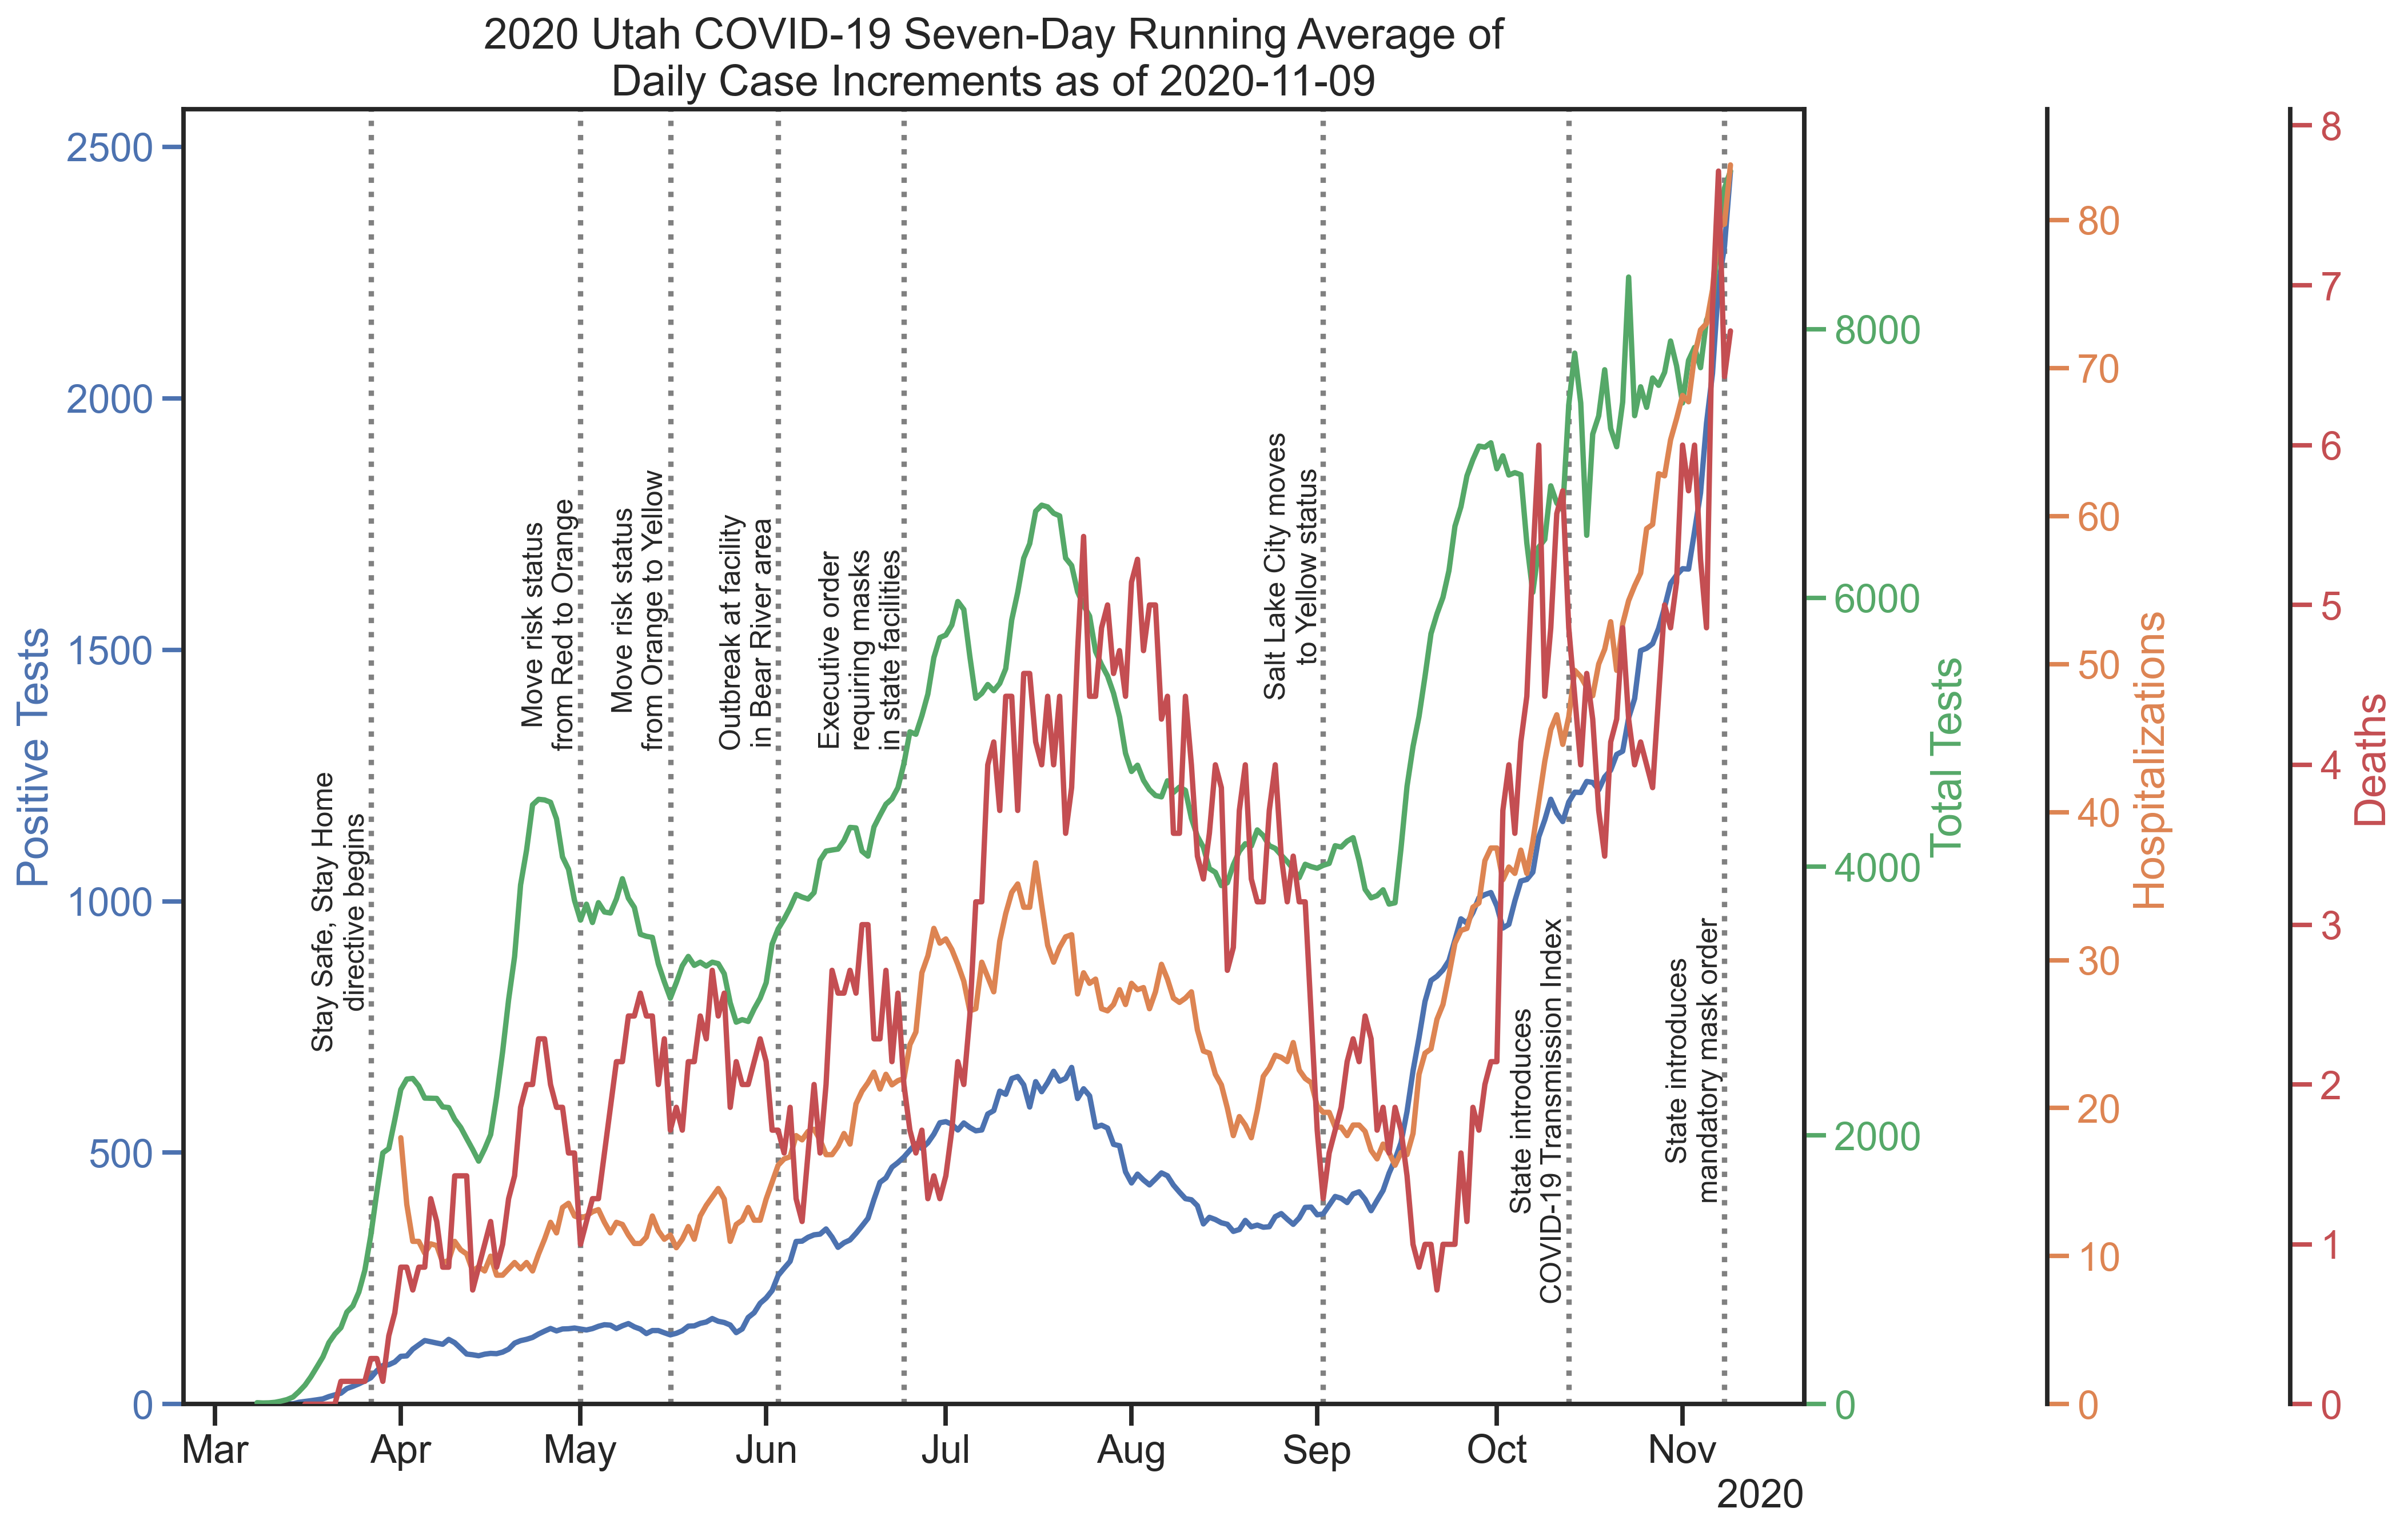 2020 Utah COVID-19 Seven-Day Running Average of
Daily Case Increments as of 2020-11-09
Positive Tests
2500
2000
1500
1000
500
0
Stay Safe, Stay Home
directive begins
Move risk status
from Red to Orange
Move risk status
from Orange to Yellow
Outbreak at facility
in Bear River area
Executive order
requiring masks
in state facilities
Salt Lake City moves
to Yellow status
State introduces
COVID-19 Transmission Index
State introduces
mandatory mask order
8000
6000
4000
2000
0
Total Tests
80
70
60
50
40
30
20
10
0
Hospitalizations
8
7
6
5
4
3
2
1
0
Deaths
Mar Apr May Jun Jul Aug Sep Oct Nov
2020